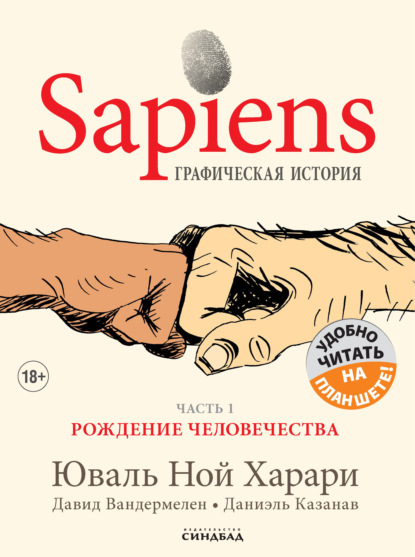 Sapiens
ГРАФИЧЕСКАЯ ИСТОРИЯ
УДОБНО
ЧИТАТЬ
НА
ПЛАНШЕТЕ!
18+
ЧАСТЬ 1
РОЖДЕНИЕ ЧЕЛОВЕЧЕСТВА
Юваль Ной Харари
Давид Вандермелен • Даниэль Казанав
ИЗДАТЕЛЬСТВО
СИНДБАД